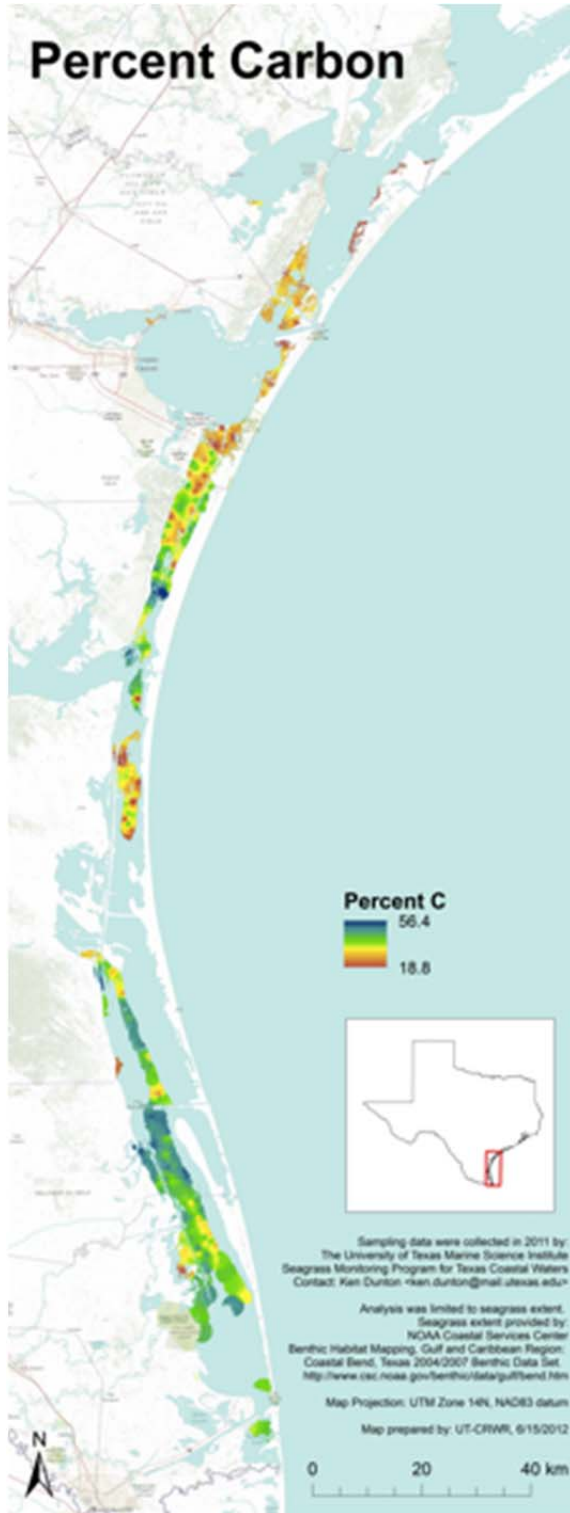 Percent Carbon
Percent C
56.4
18.8
Sampling data were collected in 2011 by:
The University of Texas Marine Science Institute
Seagrass Monitoring Program for Texas Coastal Waters
Contact: Ken Dunton <ken.dunton@mail.utexas.edu>
Analysis was limited to seagrass extent.
Seagrass extent provided by:
NOAA Coastal Services Center
Benthic Habitat Mapping, Gulf and Caribbean Region:
Coastal Bend, Texas 2004/2007 Benthic Data Set.
http://www.csc.noaa.gov/benthic/data/gulf/bend.htm
Map Projection: UTM Zone 14N, NAD83 datum
Map prepared by: UT-CRWR, 6/15/2012
N
0 20 40 km